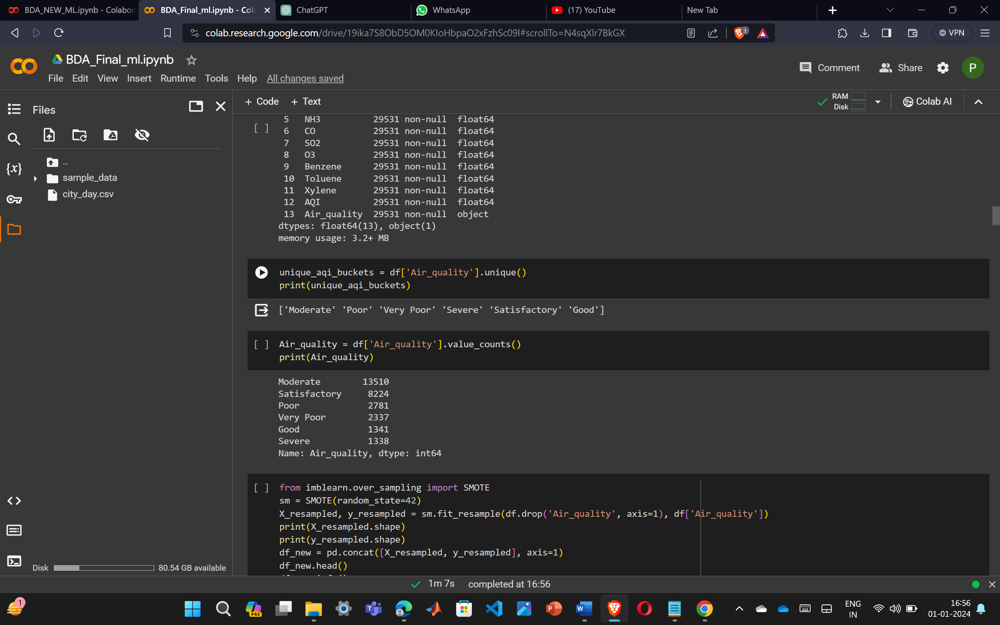 BDA_NEW_ML.ipynb - Colabor
BDA_Final_ml.ipynb - Col
ChatGPT
WhatsApp
(17) YouTube
New Tab
colab.research.google.com/drive/19ika7S8ObD5OM0KIoHbpaO2xFzhSc09I#scrollTo=N4sqXlr7BkGX
3
VPN
BDA_Final_ml.ipynb
File Edit View Insert Runtime Tools Help All changes saved
Comment
Share
P
Files
+ Code + Text
RAM
Disk
Colab AI
..
sample_data
city_day.csv
{x}
[ ]
5 NH3 29531 non-null float64
6 CO 29531 non-null float64
7 SO2 29531 non-null float64
8 O3 29531 non-null float64
9 Benzene 29531 non-null float64
10 Toluene 29531 non-null float64
11 Xylene 29531 non-null float64
12 AQI 29531 non-null float64
13 Air_quality 29531 non-null object
dtypes: float64(13), object(1)
memory usage: 3.2+ MB
unique_aqi_buckets = df['Air_quality'].unique()
print(unique_aqi_buckets)
['Moderate' 'Poor' 'Very Poor' 'Severe' 'Satisfactory' 'Good']
[ ] Air_quality = df['Air_quality'].value_counts()
print(Air_quality)
Moderate 13510
Satisfactory 8224
Poor 2781
Very Poor 2337
Good 1341
Severe 1338
Name: Air_quality, dtype: int64
[ ] from imblearn.over_sampling import SMOTE
sm = SMOTE(random_state=42)
X_resampled, y_resampled = sm.fit_resample(df.drop('Air_quality', axis=1), df['Air_quality'])
print(X_resampled.shape)
print(y_resampled.shape)
df_new = pd.concat([X_resampled, y_resampled], axis=1)
df_new.head()
Disk
80.54 GB available
1m 7s completed at 16:56
1
PRE
ENG
IN
16:56
01-01-2024